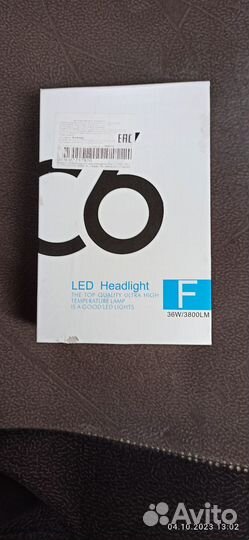 EAC
C6
LED Headlight
THE TOP QUALITY ULTRA HIGH
TEMPERATURE LAMP
IS A GOOD LED LIGHTS
F
36W/3800LM
Avito
04.10.2023 13:02